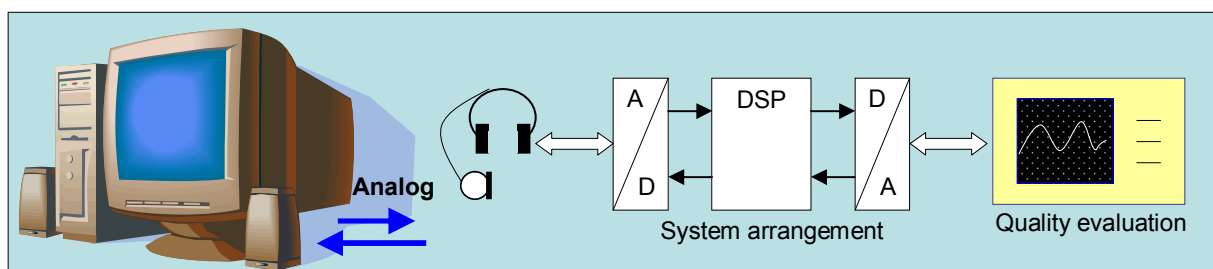 Analog
A
D
DSP
D
A
System arrangement
Quality evaluation